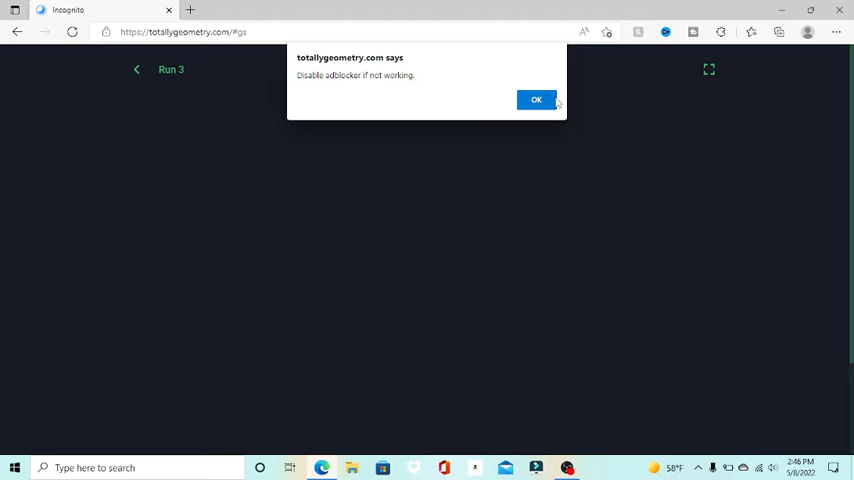 Incognito
https://totallygeometry.com/#gs
totallygeometry.com says
Disable adblocker if not working.
OK
Run 3
Type here to search
58°F
2:46 PM
5/8/2022